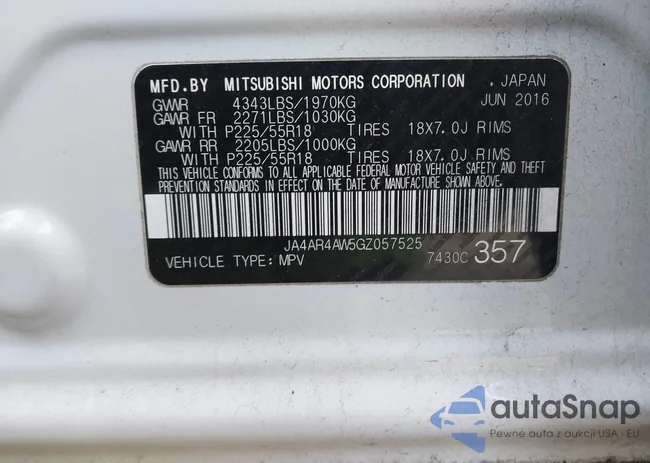 MFD.BY MITSUBISHI MOTORS CORPORATION , JAPAN
GVWR 4343LBS/1970KG JUN 2016
GAWR FR 2271LBS/1030KG
WITH P225/55R18 TIRES 18X7.0J RIMS
GAWR RR 2205LBS/1000KG
WITH P225/55R18 TIRES 18X7.0J RIMS
THIS VEHICLE CONFORMS TO ALL APPLICABLE FEDERAL MOTOR VEHICLE SAFETY AND THEFT
PREVENTION STANDARDS IN EFFECT ON THE DATE OF MANUFACTURE SHOWN ABOVE.
JA4AR4AW5GZ057525
VEHICLE TYPE: MPV 7430C 357
autoSnap
Pewne auta z aukcji USA - EU